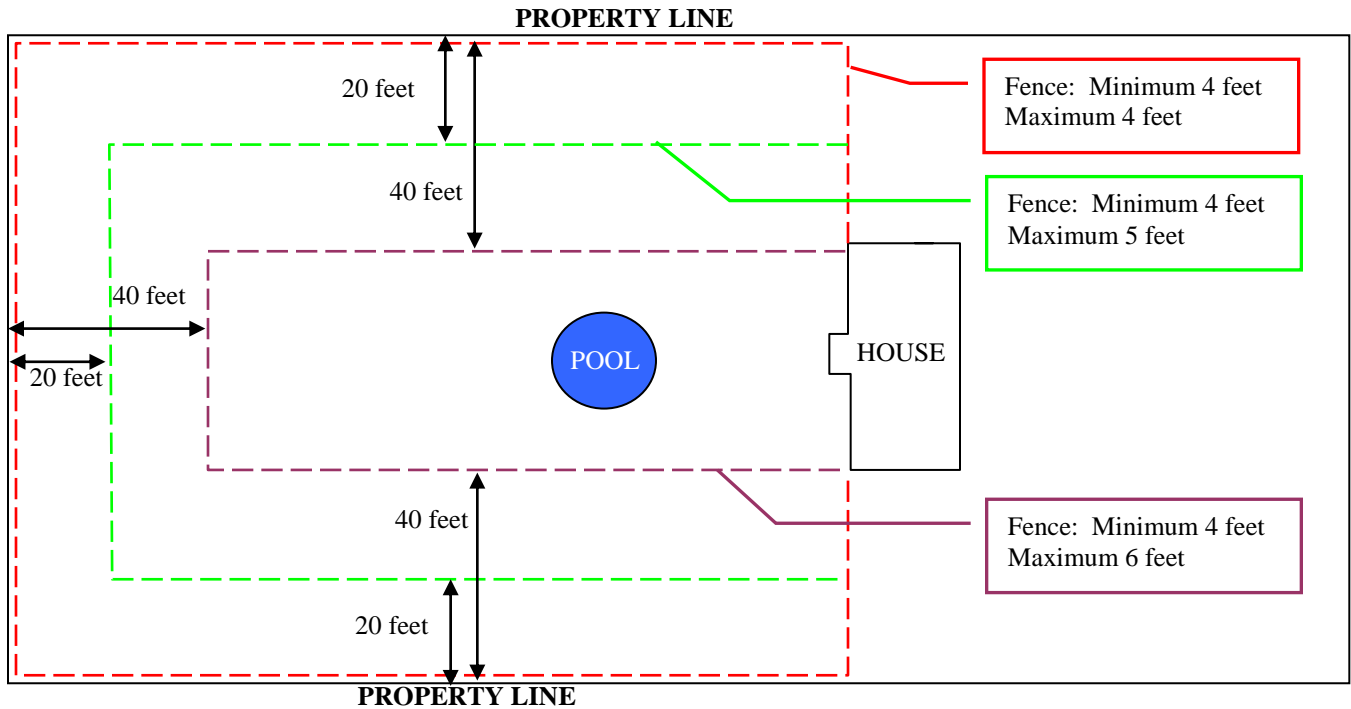 PROPERTY LINE
20 feet
Fence: Minimum 4 feet
Maximum 4 feet
40 feet
Fence: Minimum 4 feet
Maximum 5 feet
40 feet
20 feet
POOL
HOUSE
40 feet
Fence: Minimum 4 feet
Maximum 6 feet
20 feet
PROPERTY LINE